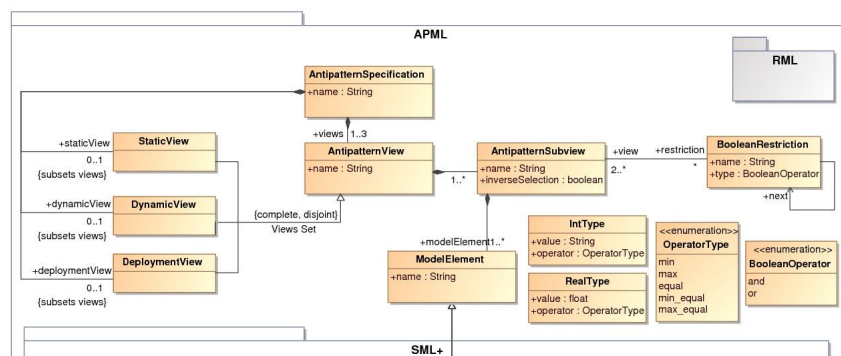 APML
RML
AntipatternSpecification
+name : String
+views 1..3
+staticView
0..1
{subsets views}
StaticView
+dynamicView
0..1
{subsets views}
DynamicView
+deploymentView
0..1
{subsets views}
DeploymentView
{complete, disjoint}
Views Set
AntipatternView
+name : String
1..*
AntipatternSubview
+name : String
+inverseSelection : boolean
+view
2..*
+restriction
*
BooleanRestriction
+name : String
+type : BooleanOperator
+next
+modelElement1..*
ModelElement
+name : String
IntType
+value : String
+operator : OperatorType
RealType
+value : float
+operator : OperatorType
<<enumeration>>
OperatorType
min
max
equal
min_equal
max_equal
<<enumeration>>
BooleanOperator
and
or
SML+